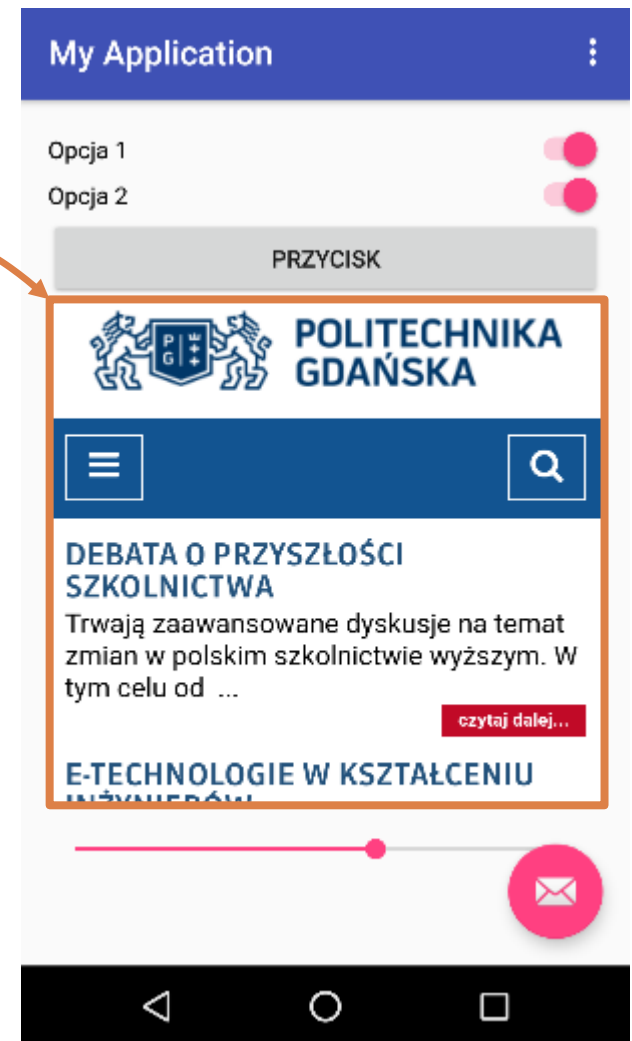 My Application
Opcja 1
Opcja 2
PRZYCISK
P G
POLITECHNIKA
GDAŃSKA
DEBATA O PRZYSZŁOŚCI
SZKOLNICTWA
Trwają zaawansowane dyskusje na temat
zmian w polskim szkolnictwie wyższym. W
tym celu od ...
czytaj dalej...
E-TECHNOLOGIE W KSZTAŁCENIU
INŻYNIERÓW